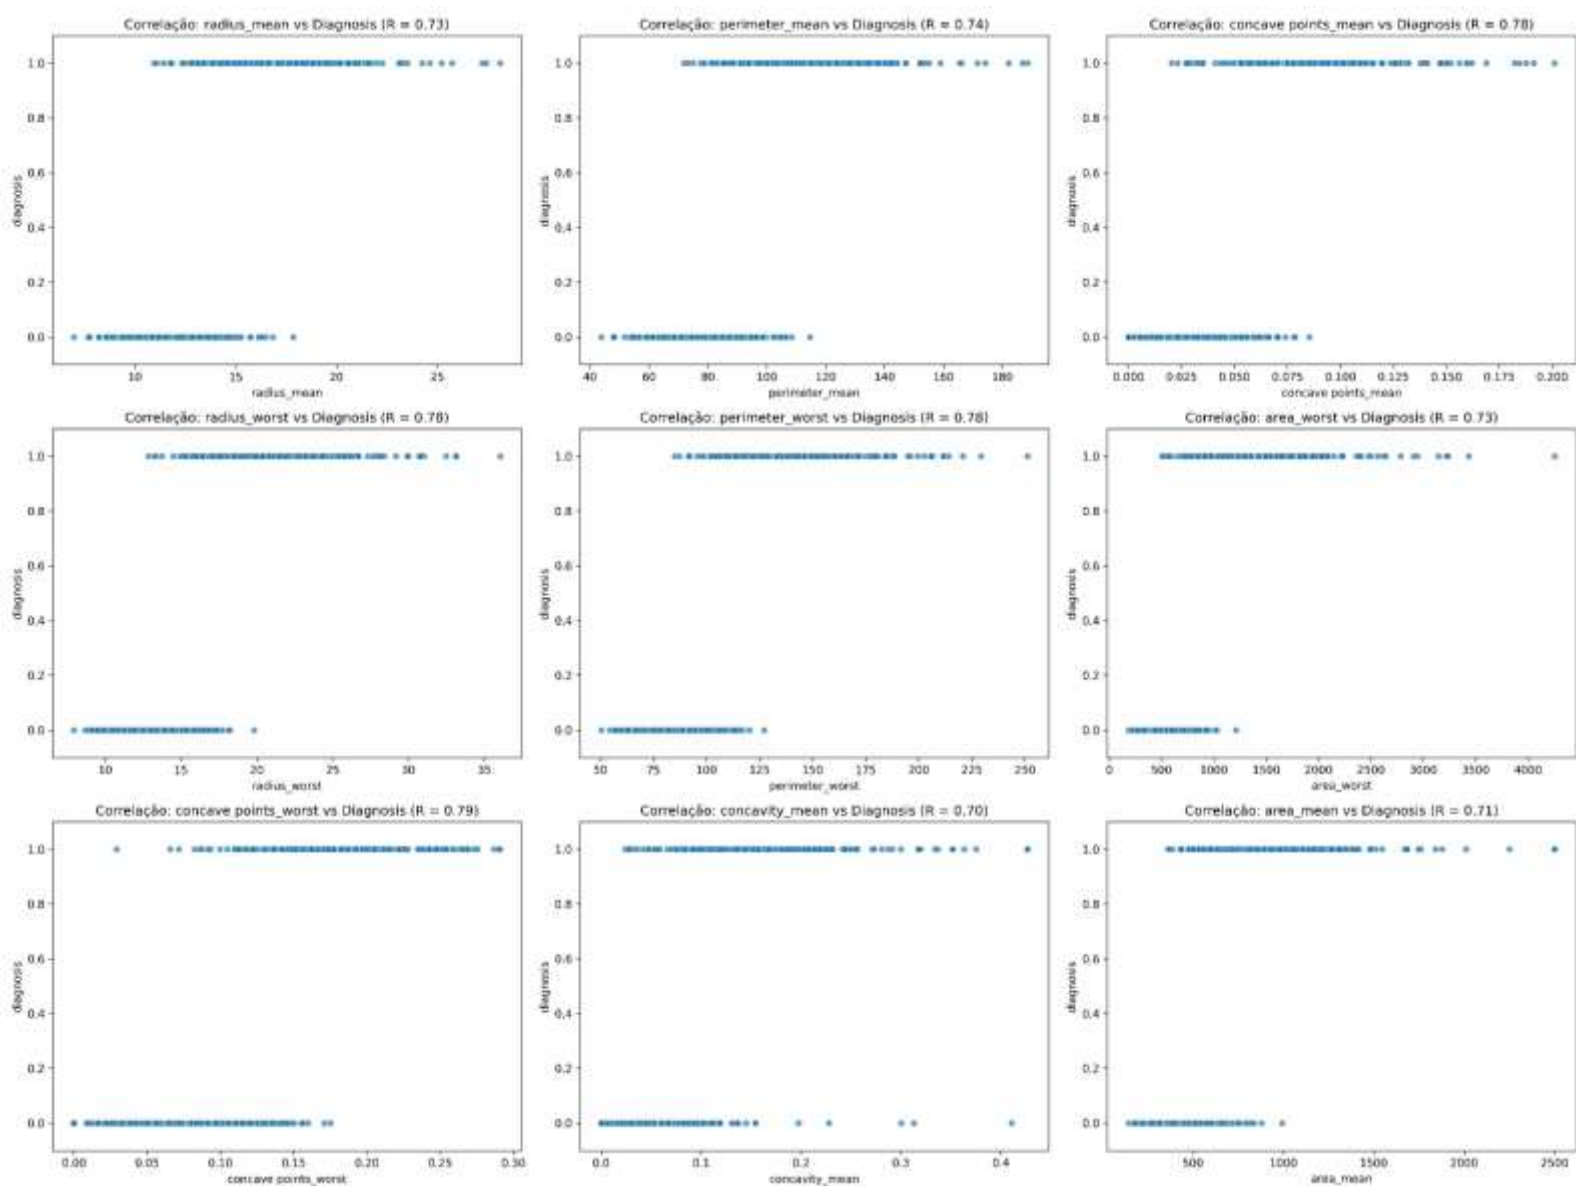 Correlação: radius_mean vs Diagnosis (R = 0.73)
1.0
0.8
0.6
0.4
0.2
0.0
diagnosis
10 15 20 25
radius_mean
Correlação: perimeter_mean vs Diagnosis (R = 0.74)
1.0
0.8
0.6
0.4
0.2
0.0
diagnosis
40 60 80 100 120 140 160 180
perimeter_mean
Correlação: concave points_mean vs Diagnosis (R = 0.78)
1.0
0.8
0.6
0.4
0.2
0.0
diagnosis
0.000 0.025 0.050 0.075 0.100 0.125 0.150 0.175 0.200
concave points_mean
Correlação: radius_worst vs Diagnosis (R = 0.78)
1.0
0.8
0.6
0.4
0.2
0.0
diagnosis
10 15 20 25 30 35
radius_worst
Correlação: perimeter_worst vs Diagnosis (R = 0.78)
1.0
0.8
0.6
0.4
0.2
0.0
diagnosis
50 75 100 125 150 175 200 225 250
perimeter_worst
Correlação: area_worst vs Diagnosis (R = 0.73)
1.0
0.8
0.6
0.4
0.2
0.0
diagnosis
0 500 1000 1500 2000 2500 3000 3500 4000
area_worst
Correlação: concave points_worst vs Diagnosis (R = 0.79)
1.0
0.8
0.6
0.4
0.2
0.0
diagnosis
0.00 0.05 0.10 0.15 0.20 0.25 0.30
concave points_worst
Correlação: concavity_mean vs Diagnosis (R = 0.70)
1.0
0.8
0.6
0.4
0.2
0.0
diagnosis
0.0 0.1 0.2 0.3 0.4
concavity_mean
Correlação: area_mean vs Diagnosis (R = 0.71)
1.0
0.8
0.6
0.4
0.2
0.0
diagnosis
500 1000 1500 2000 2500
area_mean